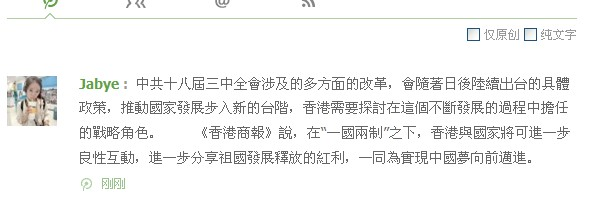 @
仅原创 纯文字
Jabye： 中共十八屆三中全會涉及的多方面的改革，會隨著日後陸續出台的具體
政策，推動國家發展步入新的台階，香港需要探討在這個不斷發展的過程中擔任
的戰略角色。 《香港商報》說，在“一國兩制”之下，香港與國家將可進一步
良性互動，進一步分享祖國發展釋放的紅利，一同為實現中國夢向前邁進。
刚刚